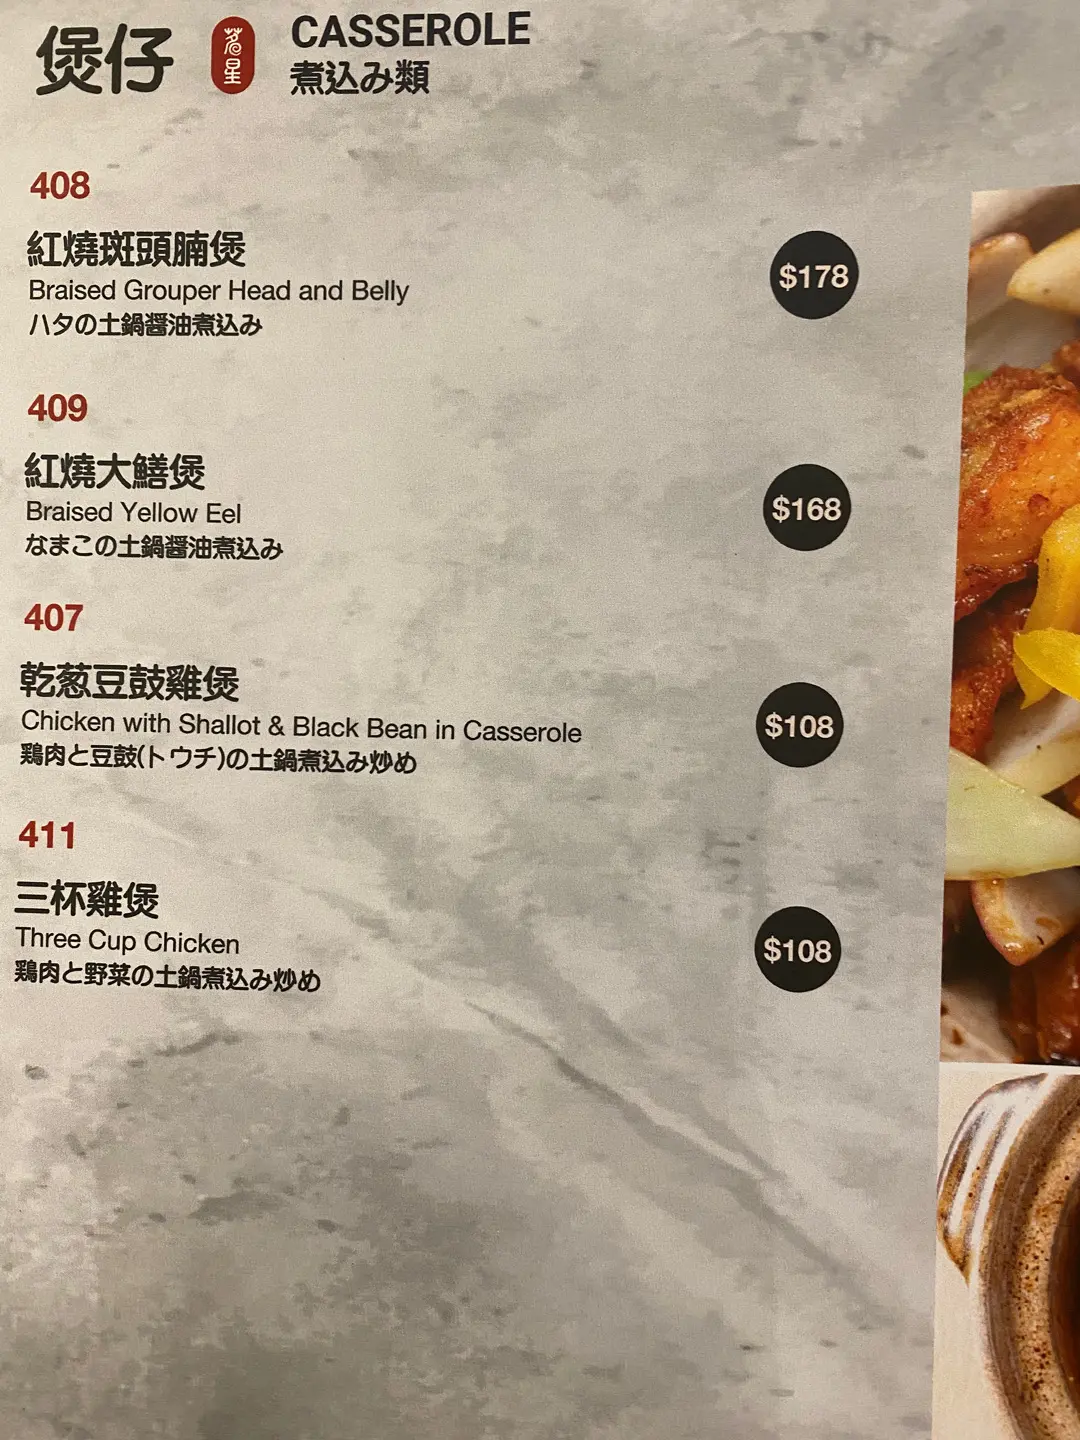 煲仔
茗星
CASSEROLE
煮込み類
408
紅燒斑頭腩煲
Braised Grouper Head and Belly
ハタの土鍋醤油煮込み
$178
409
紅燒大鱔煲
Braised Yellow Eel
なまこの土鍋醤油煮込み
$168
407
乾葱豆鼓雞煲
Chicken with Shallot & Black Bean in Casserole
鶏肉と豆鼓(トウチ)の土鍋煮込み炒め
$108
411
三杯雞煲
Three Cup Chicken
鶏肉と野菜の土鍋煮込み炒め
$108